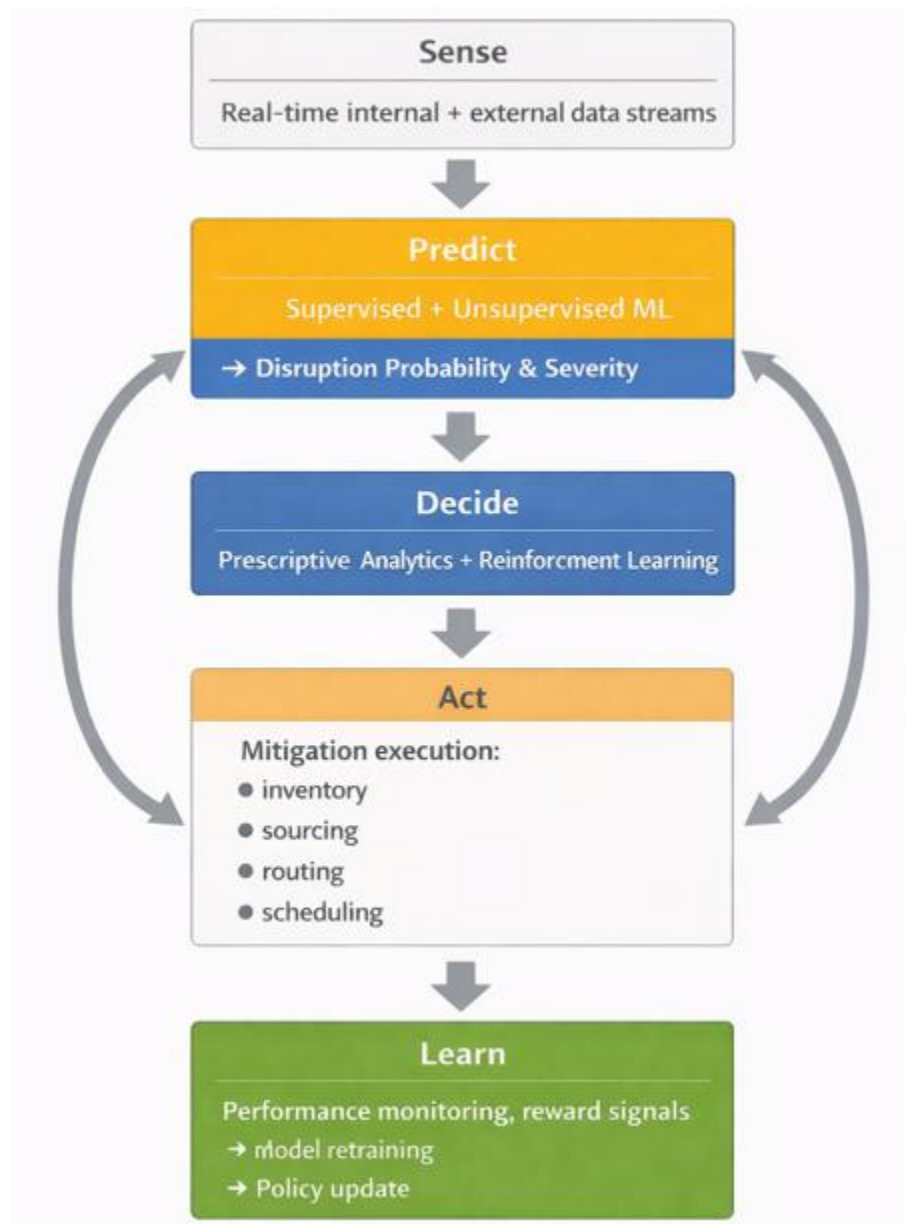 Sense
Real-time internal + external data streams
Predict
Supervised + Unsupervised ML
→ Disruption Probability & Severity
Decide
Prescriptive Analytics + Reinforcment Learning
Act
Mitigation execution:
● inventory
● sourcing
● routing
● scheduling
Learn
Performance monitoring, reward signals
→ model retraining
→ Policy update